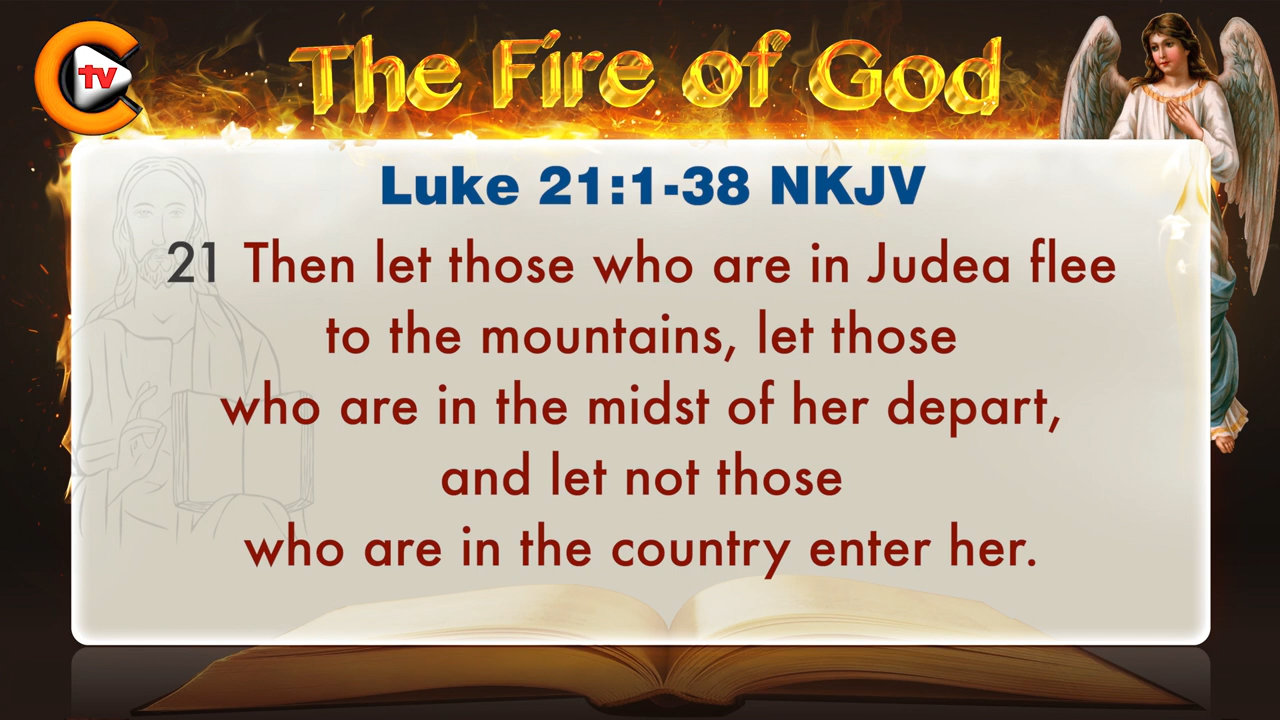 tv
The Fire of God
Luke 21:1-38 NKJV
21 Then let those who are in Judea flee
to the mountains, let those
who are in the midst of her depart,
and let not those
who are in the country enter her.